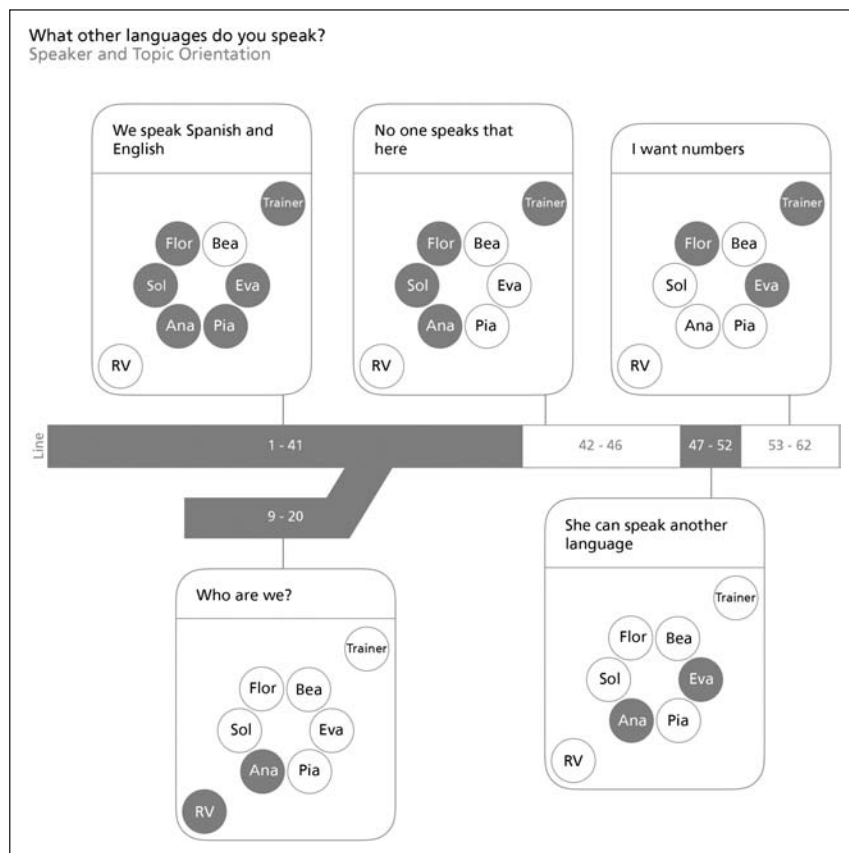 What other languages do you speak?
Speaker and Topic Orientation
We speak Spanish and
English
Trainer
Flor
Bea
Sol
Eva
Ana
Pia
RV
No one speaks that
here
Trainer
Flor
Bea
Sol
Eva
Ana
Pia
RV
I want numbers
Trainer
Flor
Bea
Sol
Eva
Ana
Pia
RV
Line
1 - 41
42 - 46
47 - 52
53 - 62
9 - 20
Who are we?
Trainer
Flor
Bea
Sol
Eva
Ana
Pia
RV
She can speak another
language
Trainer
Flor
Bea
Sol
Eva
Ana
Pia
RV